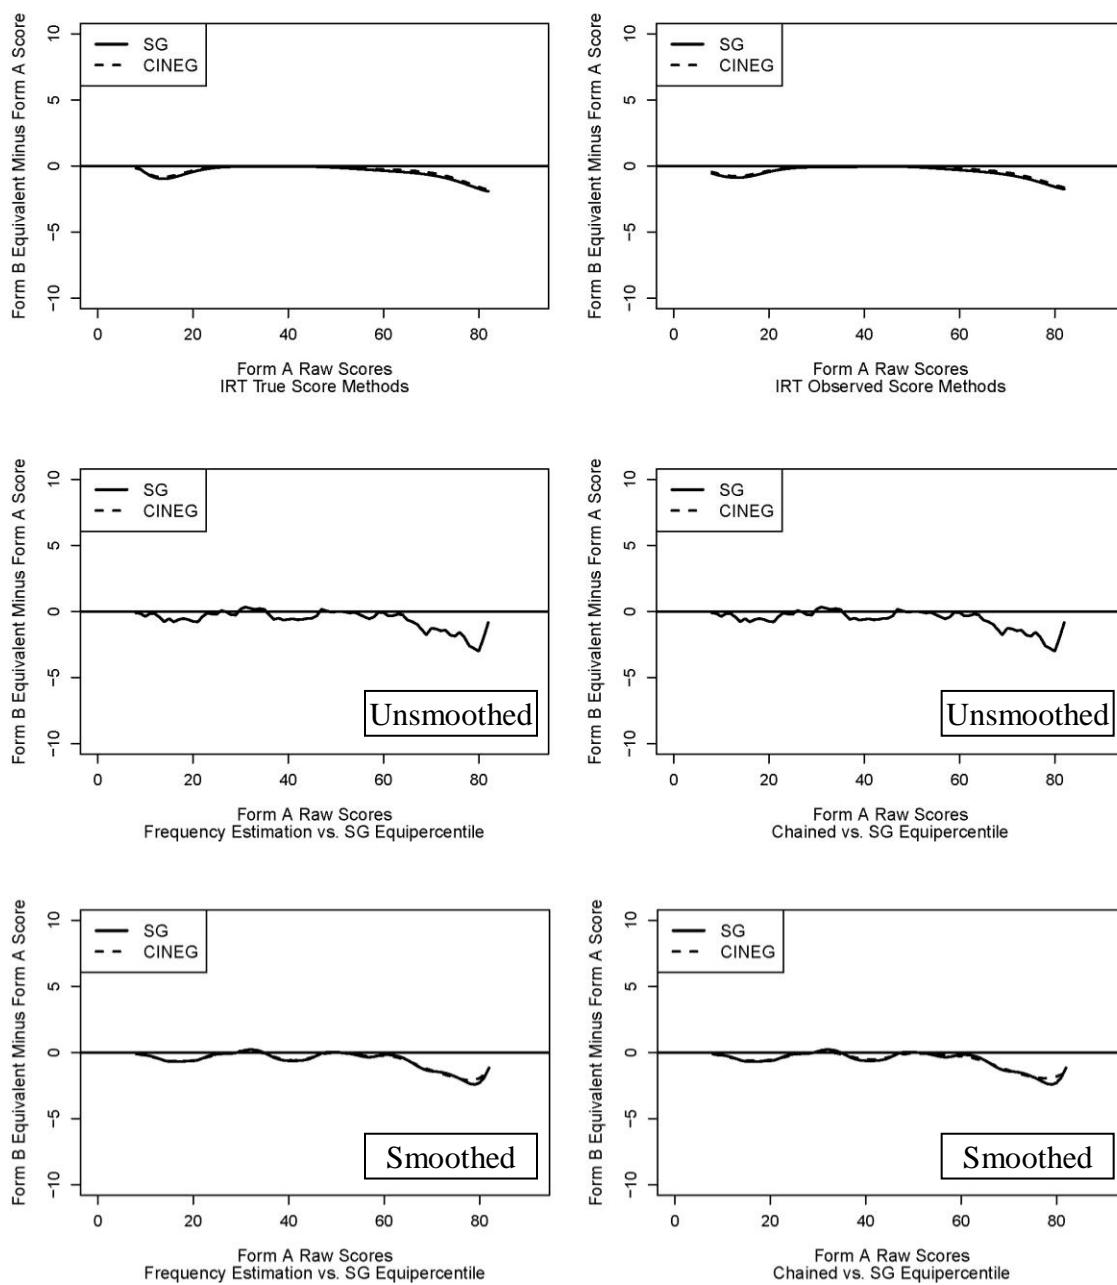 Form B Equivalent Minus Form A Score
10
5
0
−5
−10
SG
CINEG
0 20 40 60 80
Form A Raw Scores
IRT True Score Methods
Form B Equivalent Minus Form A Score
10
5
0
−5
−10
SG
CINEG
0 20 40 60 80
Form A Raw Scores
IRT Observed Score Methods
Form B Equivalent Minus Form A Score
10
5
0
−5
−10
SG
CINEG
Unsmoothed
0 20 40 60 80
Form A Raw Scores
Frequency Estimation vs. SG Equipercentile
Form B Equivalent Minus Form A Score
10
5
0
−5
−10
SG
CINEG
Unsmoothed
0 20 40 60 80
Form A Raw Scores
Chained vs. SG Equipercentile
Form B Equivalent Minus Form A Score
10
5
0
−5
−10
SG
CINEG
Smoothed
0 20 40 60 80
Form A Raw Scores
Frequency Estimation vs. SG Equipercentile
Form B Equivalent Minus Form A Score
10
5
0
−5
−10
SG
CINEG
Smoothed
0 20 40 60 80
Form A Raw Scores
Chained vs. SG Equipercentile